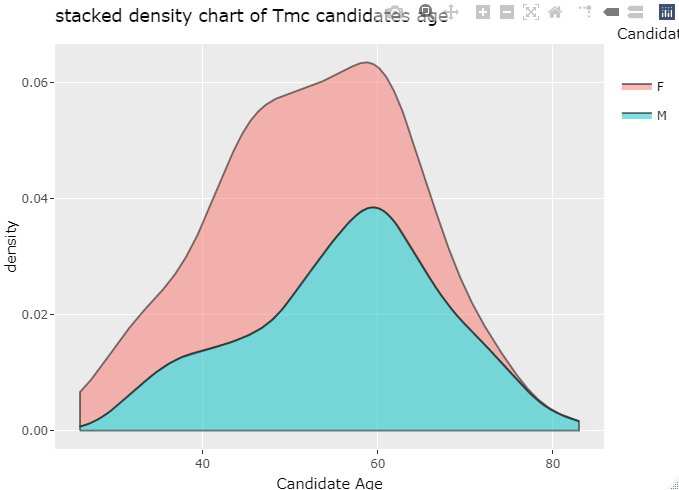 stacked density chart of Tmc candidates age
Candidat
F
M
0.06
0.04
0.02
0.00
density
40
60
80
Candidate Age